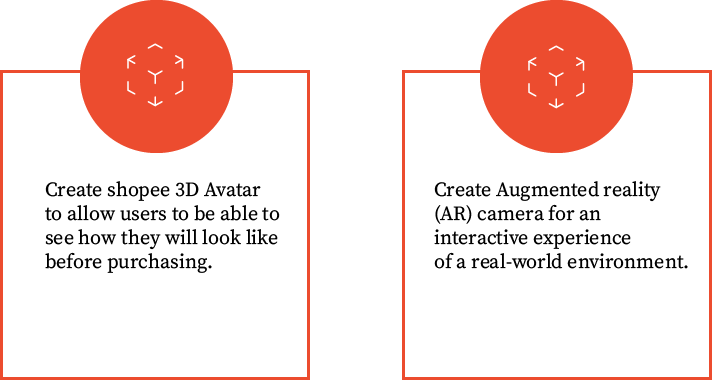 Create shopee 3D Avatar
to allow users to be able to
see how they will look like
before purchasing.
Create Augmented reality
(AR) camera for an
interactive experience
of a real-world environment.